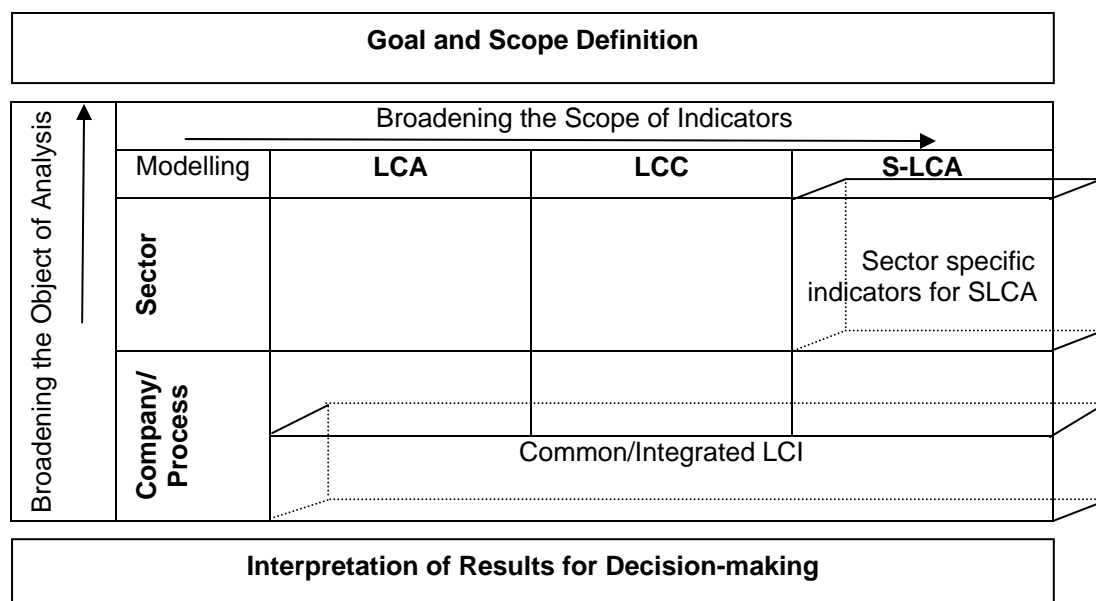 Goal and Scope Definition
Broadening the Object of Analysis
Broadening the Scope of Indicators
Modelling LCA LCC S-LCA
Sector
Sector specific
indicators for SLCA
Company/
Process
Common/Integrated LCI
Interpretation of Results for Decision-making